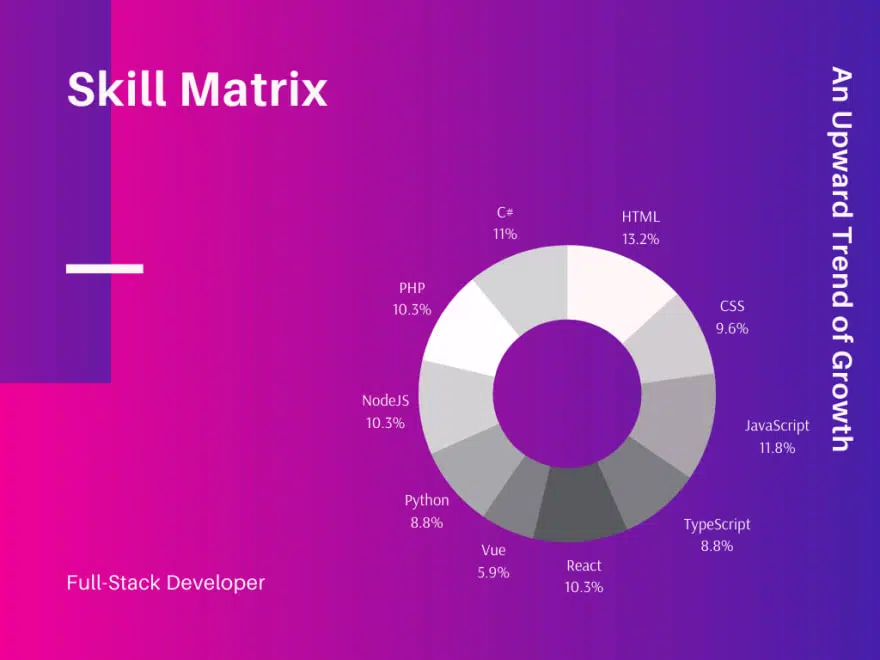 Skill Matrix
An Upward Trend of Growth
C#
11%
HTML
13.2%
CSS
9.6%
JavaScript
11.8%
TypeScript
8.8%
React
10.3%
Vue
5.9%
Python
8.8%
NodeJS
10.3%
PHP
10.3%
Full-Stack Developer